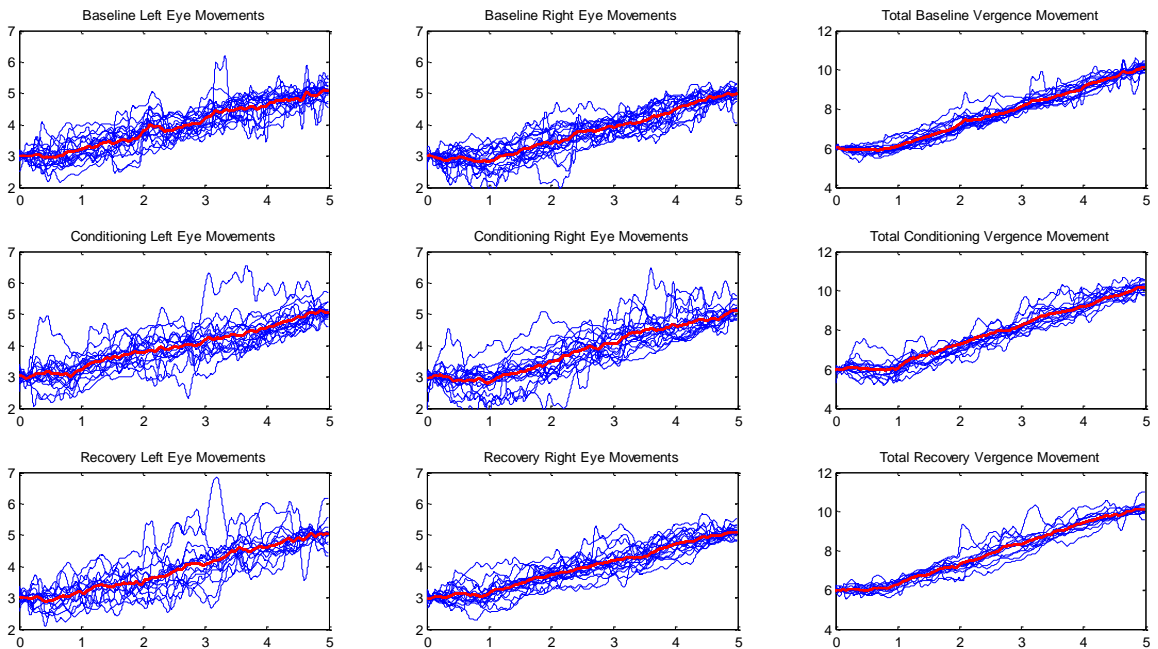 Baseline Left Eye Movements
7
6
5
4
3
2
0 1 2 3 4 5
Baseline Right Eye Movements
7
6
5
4
3
2
0 1 2 3 4 5
Total Baseline Vergence Movement
12
10
8
6
4
0 1 2 3 4 5
Conditioning Left Eye Movements
7
6
5
4
3
2
0 1 2 3 4 5
Conditioning Right Eye Movements
7
6
5
4
3
2
0 1 2 3 4 5
Total Conditioning Vergence Movement
12
10
8
6
4
0 1 2 3 4 5
Recovery Left Eye Movements
7
6
5
4
3
2
0 1 2 3 4 5
Recovery Right Eye Movements
7
6
5
4
3
2
0 1 2 3 4 5
Total Recovery Vergence Movement
12
10
8
6
4
0 1 2 3 4 5